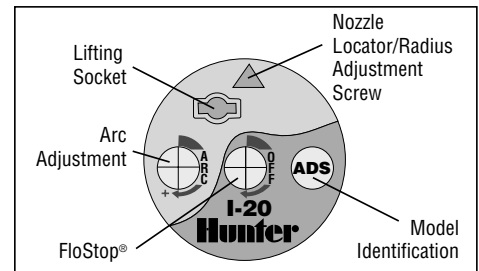 Lifting
Socket
Nozzle
Locator/Radius
Adjustment
Screw
Arc
Adjustment
ARC
+
OFF
ADS
I-20
Hunter
FloStop®
Model
Identification